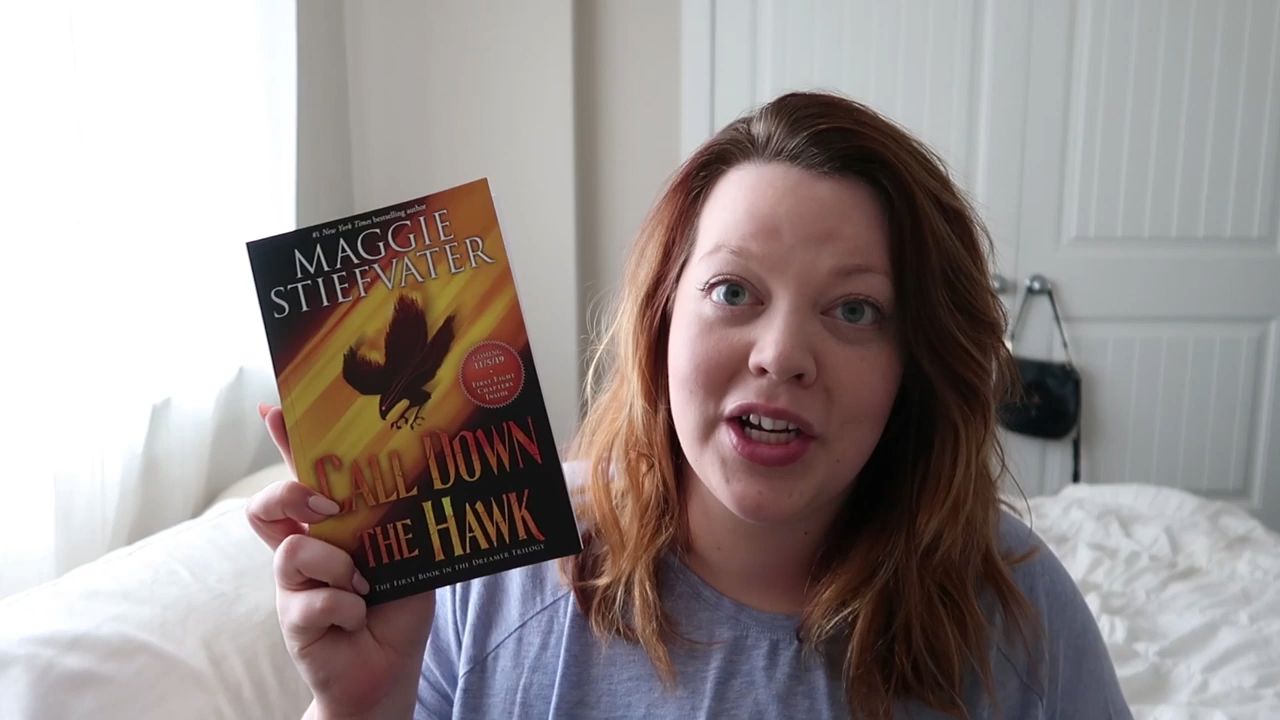 #1 New York Times bestselling author
MAGGIE
STIEFVATER
COMING
11/5/19
•
FIRST EIGHT
CHAPTERS
INSIDE
CALL DOWN
THE HAWK
THE FIRST BOOK IN THE DREAMER TRILOGY